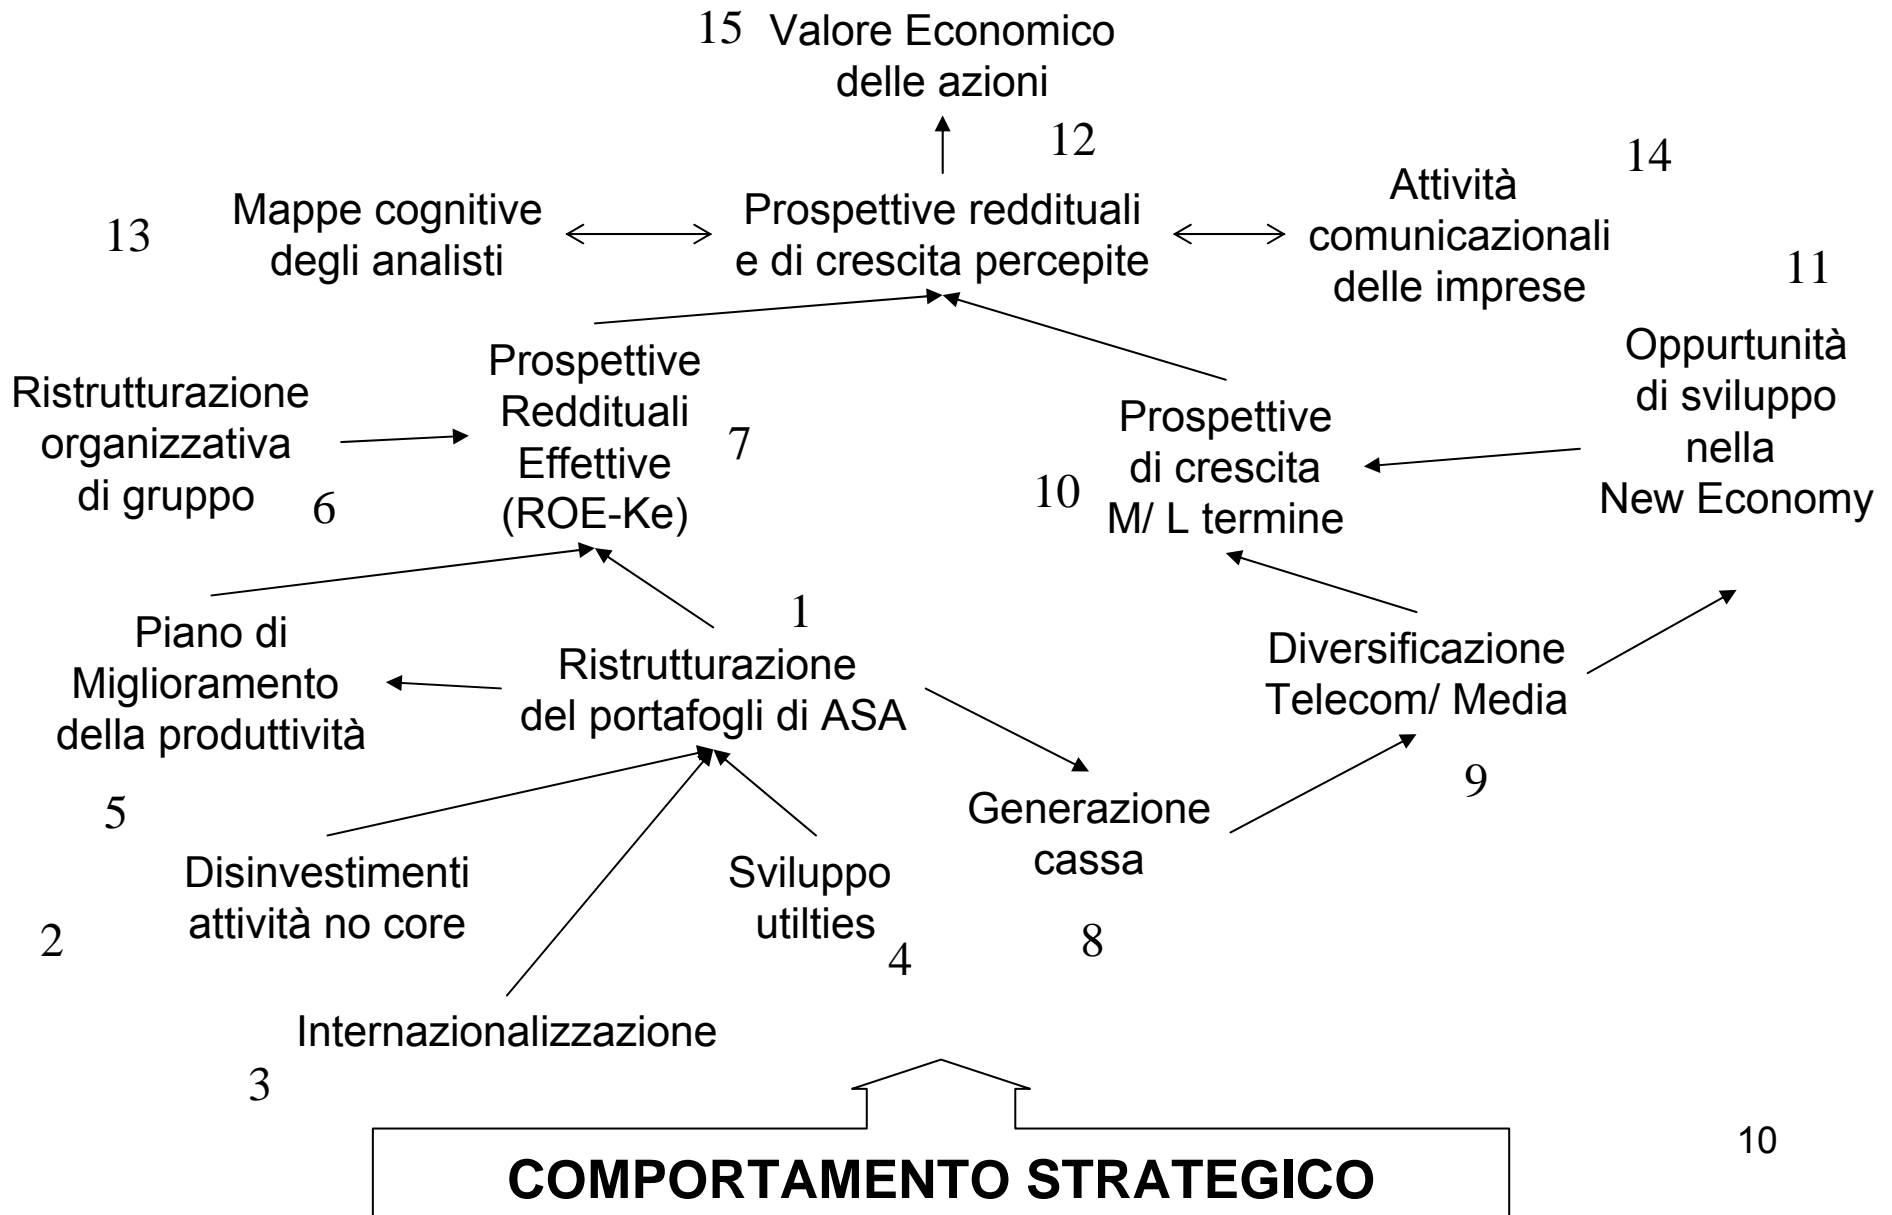 15 Valore Economico
delle azioni
12
14
13
Mappe cognitive
degli analisti
Prospettive reddituali
e di crescita percepite
Attività
comunicazionali
delle imprese
11
Ristrutturazione
organizzativa
di gruppo
6
Prospettive
Reddituali
Effettive
(ROE-Ke)
7
10
Prospettive
di crescita
M/ L termine
Oppurtunità
di sviluppo
nella
New Economy
Piano di
Miglioramento
della produttività
5
1
Ristrutturazione
del portafogli di ASA
Diversificazione
Telecom/ Media
9
2
Disinvestimenti
attività no core
Sviluppo
utilties
4
Generazione
cassa
8
Internazionalizzazione
3
COMPORTAMENTO STRATEGICO
10